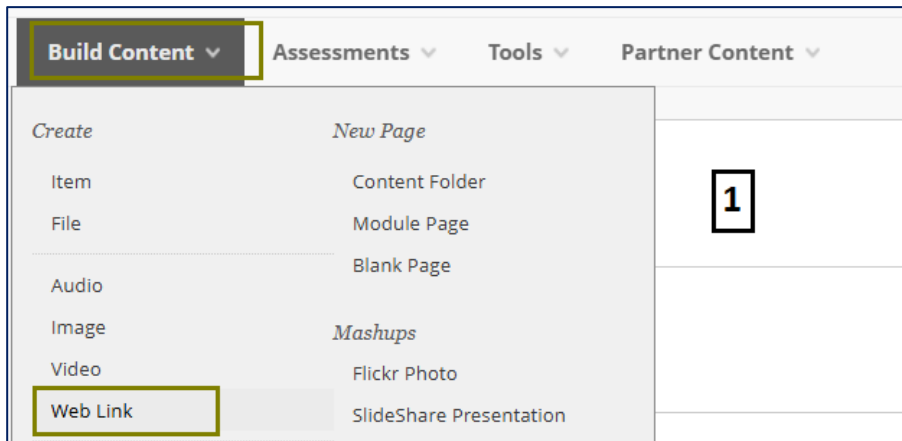 Build Content Assessments Tools Partner Content
Create
Item
File
Audio
Image
Video
Web Link
New Page
Content Folder
Module Page
Blank Page
Mashups
Flickr Photo
SlideShare Presentation
1